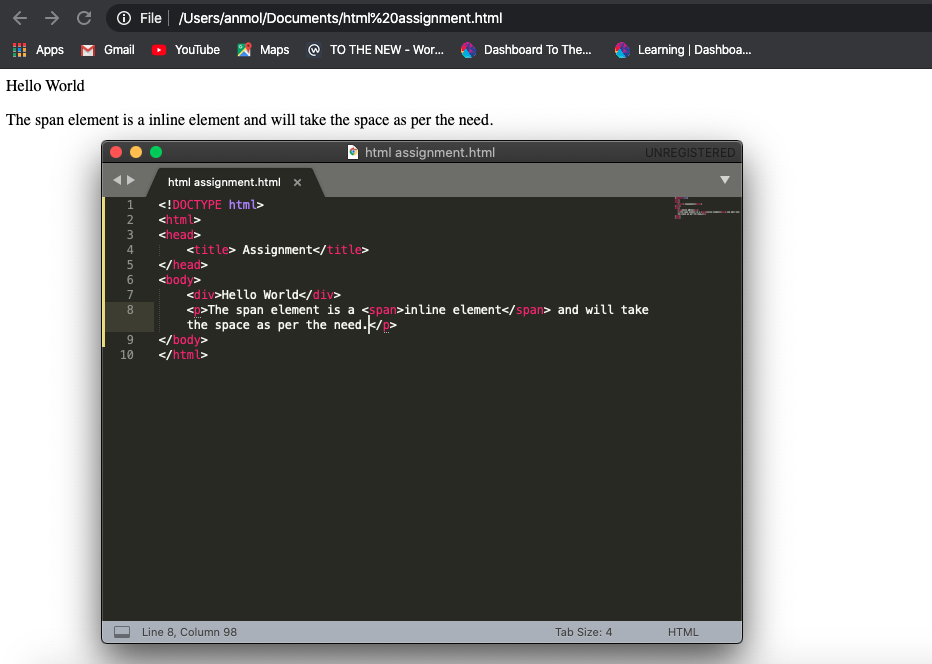 File /Users/anmol/Documents/html%20assignment.html
Apps Gmail YouTube Maps TO THE NEW - Wor... Dashboard To The... Learning | Dashboa...
Hello World
The span element is a inline element and will take the space as per the need.
html assignment.html UNREGISTERED
html assignment.html
1 <!DOCTYPE html>
2 <html>
3 <head>
4 <title> Assignment</title>
5 </head>
6 <body>
7 <div>Hello World</div>
8 <p>The span element is a <span>inline element</span> and will take
the space as per the need.</p>
9 </body>
10 </html>
Line 8, Column 98 Tab Size: 4 HTML